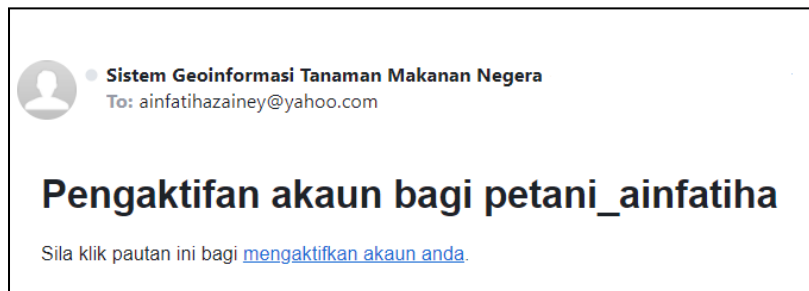 Sistem Geoinformasi Tanaman Makanan Negera
To: ainfatihazainey@yahoo.com
Pengaktifan akaun bagi petani_ainfatiha
Sila klik pautan ini bagi mengaktifkan akaun anda.